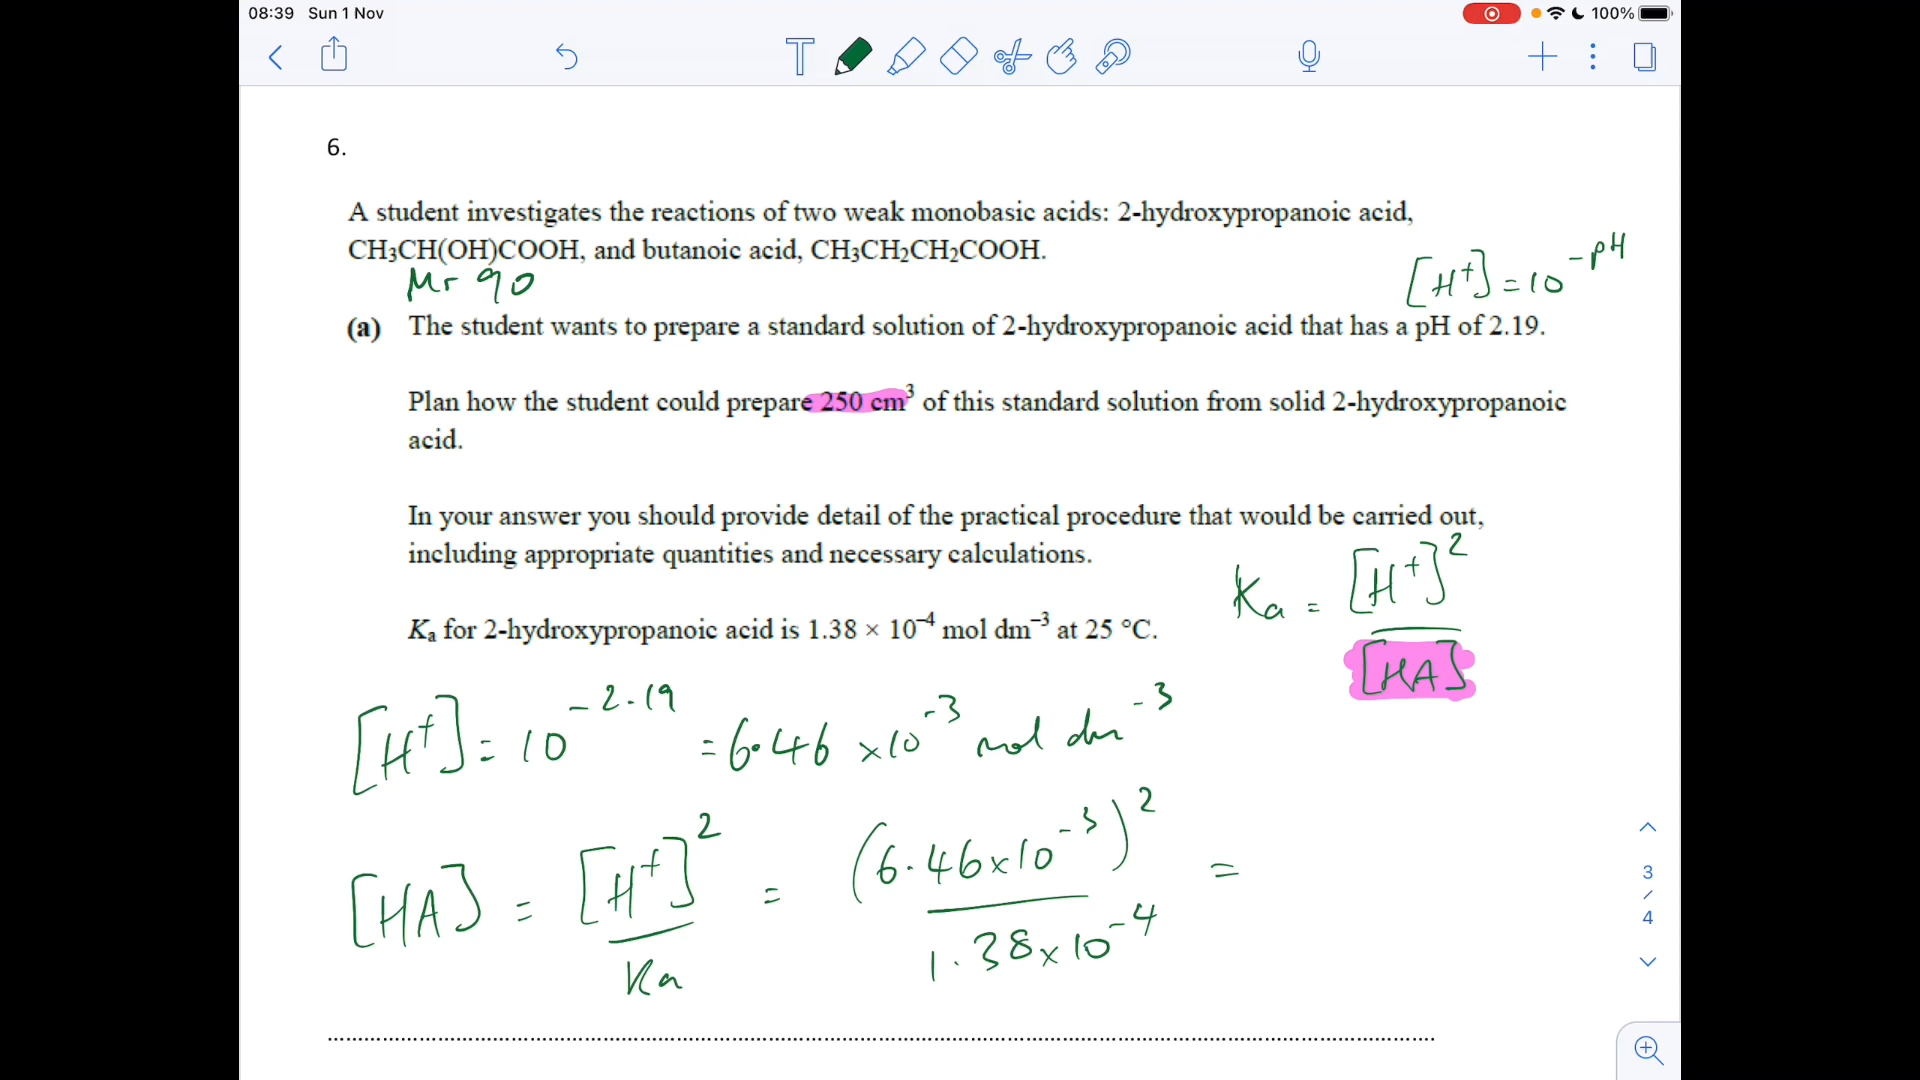 08:39 Sun 1 Nov
100%
T
6.
A student investigates the reactions of two weak monobasic acids: 2-hydroxypropanoic acid,
CH₃CH(OH)COOH, and butanoic acid, CH₃CH₂CH₂COOH.
Mr 90
[H⁺] = 10⁻ᵖᴴ
(a) The student wants to prepare a standard solution of 2-hydroxypropanoic acid that has a pH of 2.19.
Plan how the student could prepare 250 cm³ of this standard solution from solid 2-hydroxypropanoic
acid.
In your answer you should provide detail of the practical procedure that would be carried out,
including appropriate quantities and necessary calculations.
Ka = [H⁺]² / [HA]
Kₐ for 2-hydroxypropanoic acid is 1.38 × 10⁻⁴ mol dm⁻³ at 25 °C.
[H⁺] = 10^-2.19 = 6.46 ×10⁻³ mol dm⁻³
[HA] = [H⁺]² / Ka = (6.46×10⁻³)² / 1.38×10⁻⁴ =
3
/
4